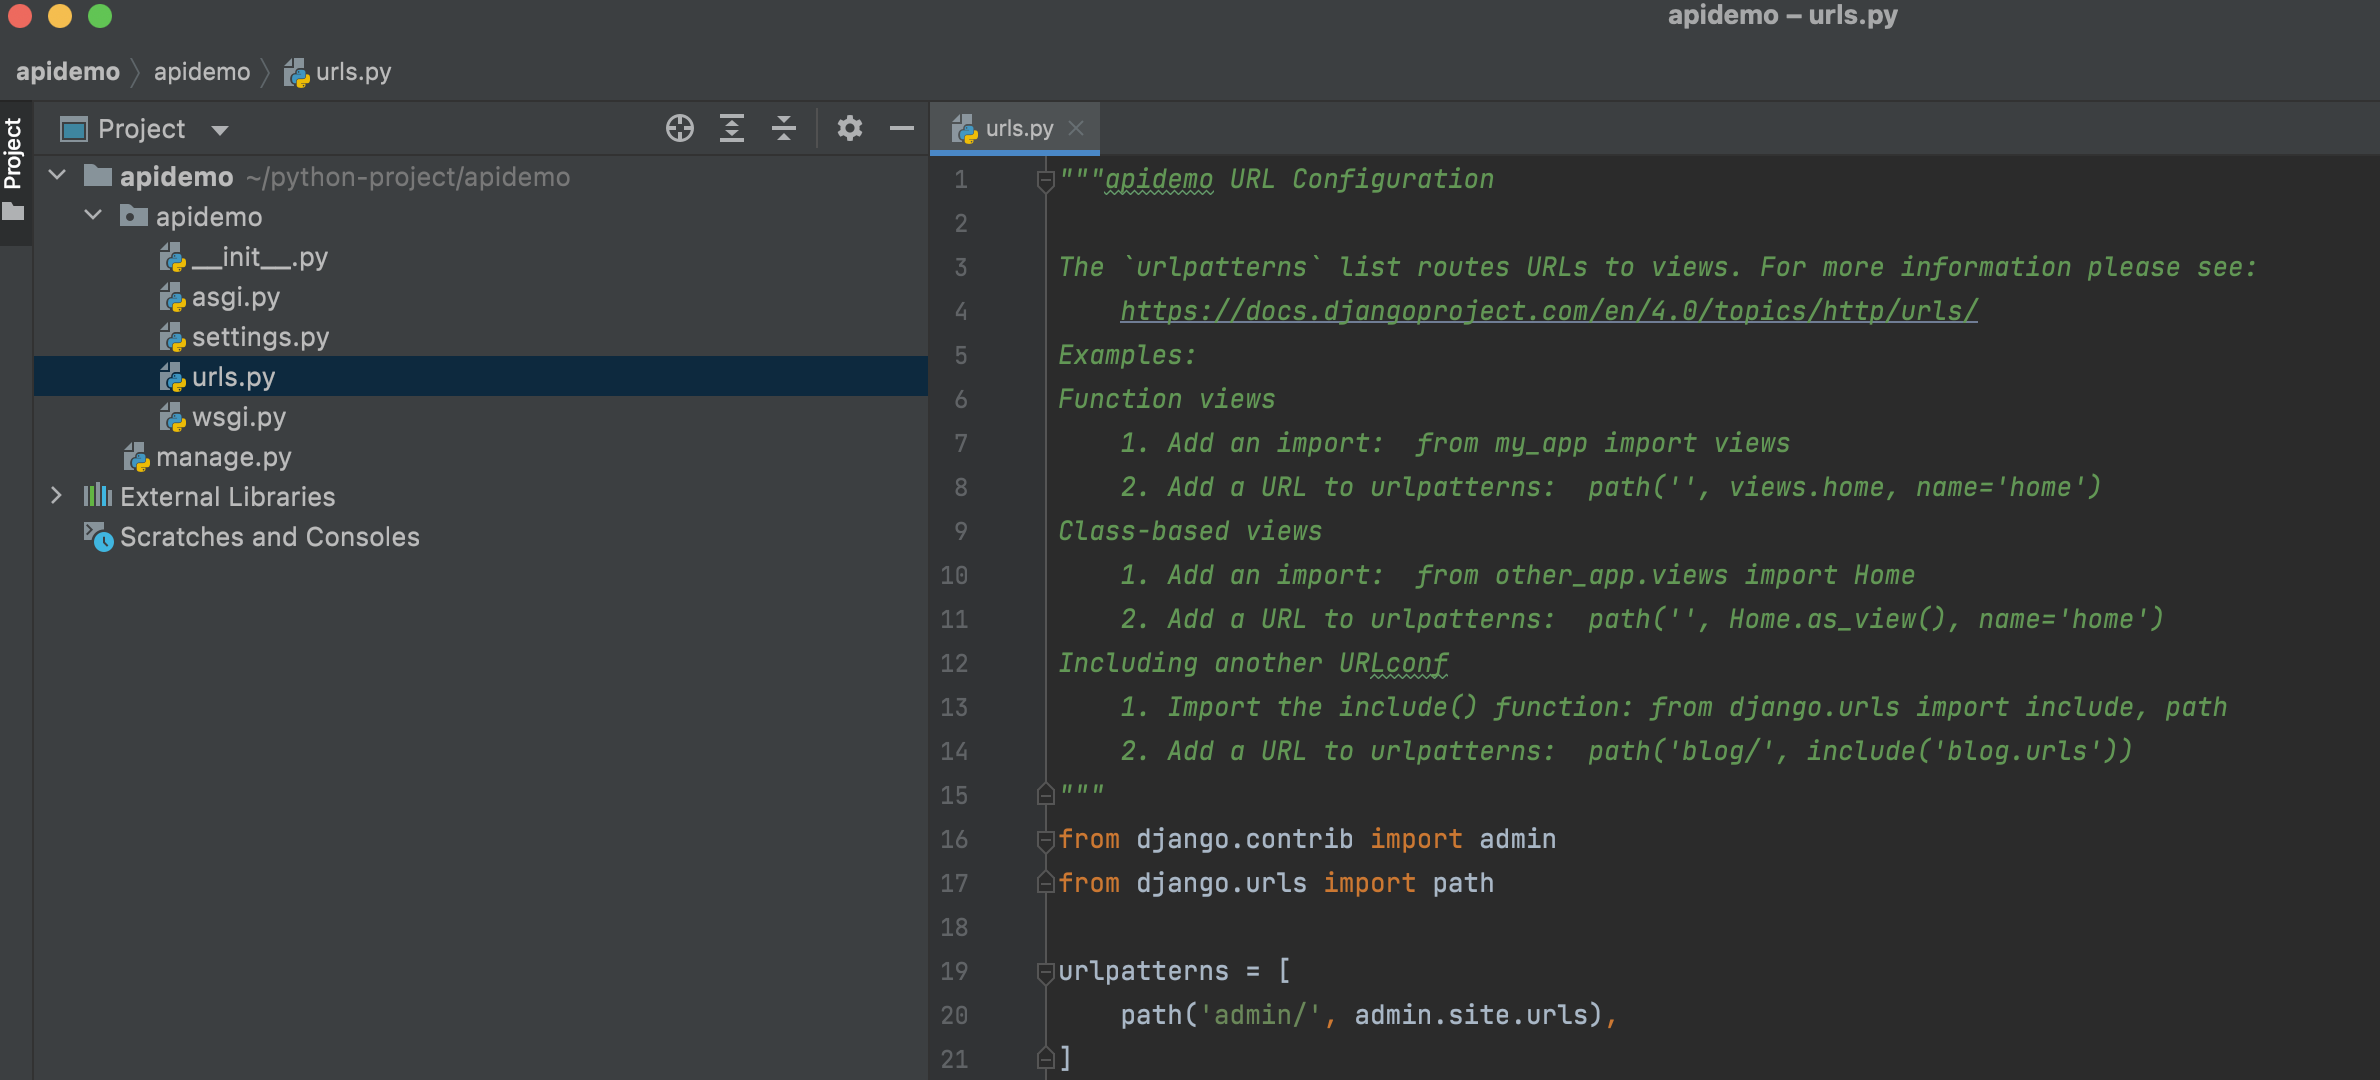 apidemo – urls.py
apidemo apidemo urls.py
Project
Project
apidemo ~/python-project/apidemo
apidemo
__init__.py
asgi.py
settings.py
urls.py
wsgi.py
manage.py
External Libraries
Scratches and Consoles
urls.py
1 """apidemo URL Configuration
2
3 The `urlpatterns` list routes URLs to views. For more information please see:
4     https://docs.djangoproject.com/en/4.0/topics/http/urls/
5 Examples:
6 Function views
7     1. Add an import:  from my_app import views
8     2. Add a URL to urlpatterns:  path('', views.home, name='home')
9 Class-based views
10     1. Add an import:  from other_app.views import Home
11     2. Add a URL to urlpatterns:  path('', Home.as_view(), name='home')
12 Including another URLconf
13     1. Import the include() function: from django.urls import include, path
14     2. Add a URL to urlpatterns:  path('blog/', include('blog.urls'))
15 """
16 from django.contrib import admin
17 from django.urls import path
18
19 urlpatterns = [
20     path('admin/', admin.site.urls),
21 ]